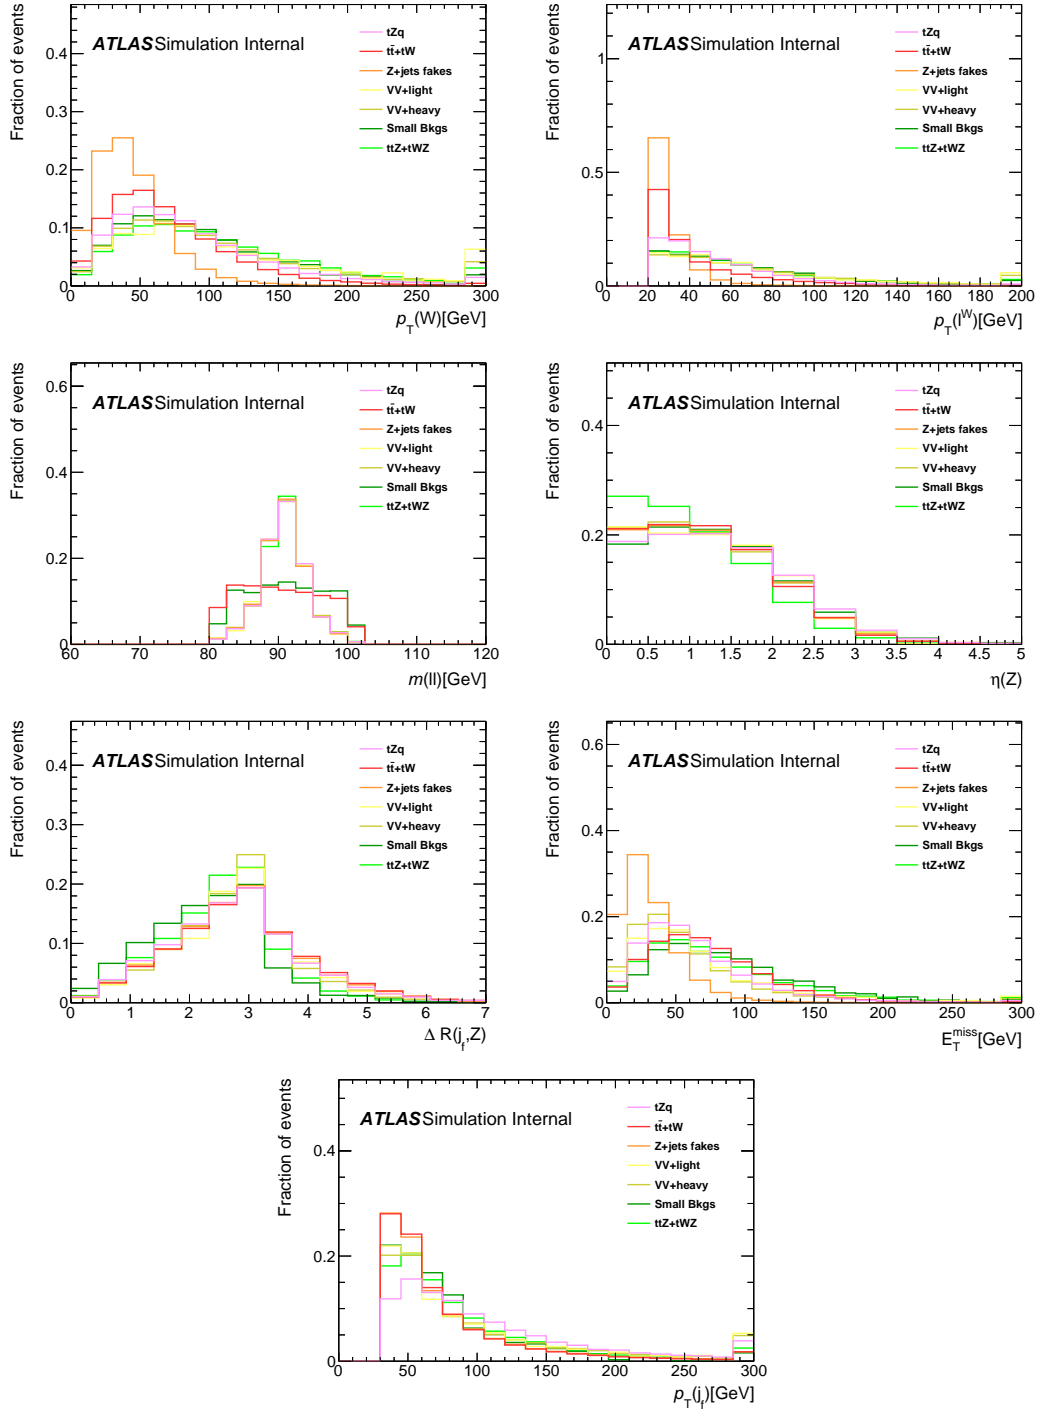 Fraction of events
ATLAS Simulation Internal
tZq
tt̄+tW
Z+jets fakes
VV+light
VV+heavy
Small Bkgs
ttZ+tWZ
0.4
0.3
0.2
0.1
0
0 50 100 150 200 250 300
p_T(W)[GeV]
Fraction of events
ATLAS Simulation Internal
tZq
tt̄+tW
Z+jets fakes
VV+light
VV+heavy
Small Bkgs
ttZ+tWZ
1
0.5
0
0 20 40 60 80 100 120 140 160 180 200
p_T(l^W)[GeV]
Fraction of events
ATLAS Simulation Internal
tZq
tt̄+tW
Z+jets fakes
VV+light
VV+heavy
Small Bkgs
ttZ+tWZ
0.6
0.4
0.2
0
60 70 80 90 100 110 120
m(ll)[GeV]
Fraction of events
ATLAS Simulation Internal
tZq
tt̄+tW
Z+jets fakes
VV+light
VV+heavy
Small Bkgs
ttZ+tWZ
0.4
0.2
0
0 0.5 1 1.5 2 2.5 3 3.5 4 4.5 5
η(Z)
Fraction of events
ATLAS Simulation Internal
tZq
tt̄+tW
Z+jets fakes
VV+light
VV+heavy
Small Bkgs
ttZ+tWZ
0.4
0.3
0.2
0.1
0
0 1 2 3 4 5 6 7
Δ R(j_f,Z)
Fraction of events
ATLAS Simulation Internal
tZq
tt̄+tW
Z+jets fakes
VV+light
VV+heavy
Small Bkgs
ttZ+tWZ
0.6
0.4
0.2
0
0 50 100 150 200 250 300
E_T^miss[GeV]
Fraction of events
ATLAS Simulation Internal
tZq
tt̄+tW
Z+jets fakes
VV+light
VV+heavy
Small Bkgs
ttZ+tWZ
0.4
0.2
0
0 50 100 150 200 250 300
p_T(j_f)[GeV]